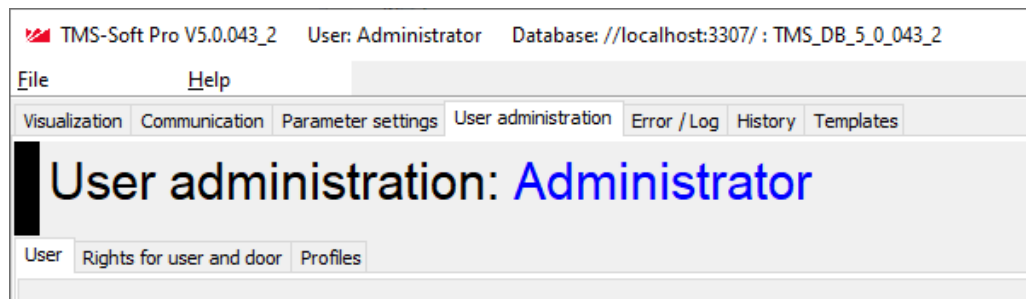 TMS-Soft Pro V5.0.043_2 User: Administrator Database: //localhost:3307/ : TMS_DB_5_0_043_2
File Help
Visualization Communication Parameter settings User administration Error / Log History Templates
User administration: Administrator
User Rights for user and door Profiles